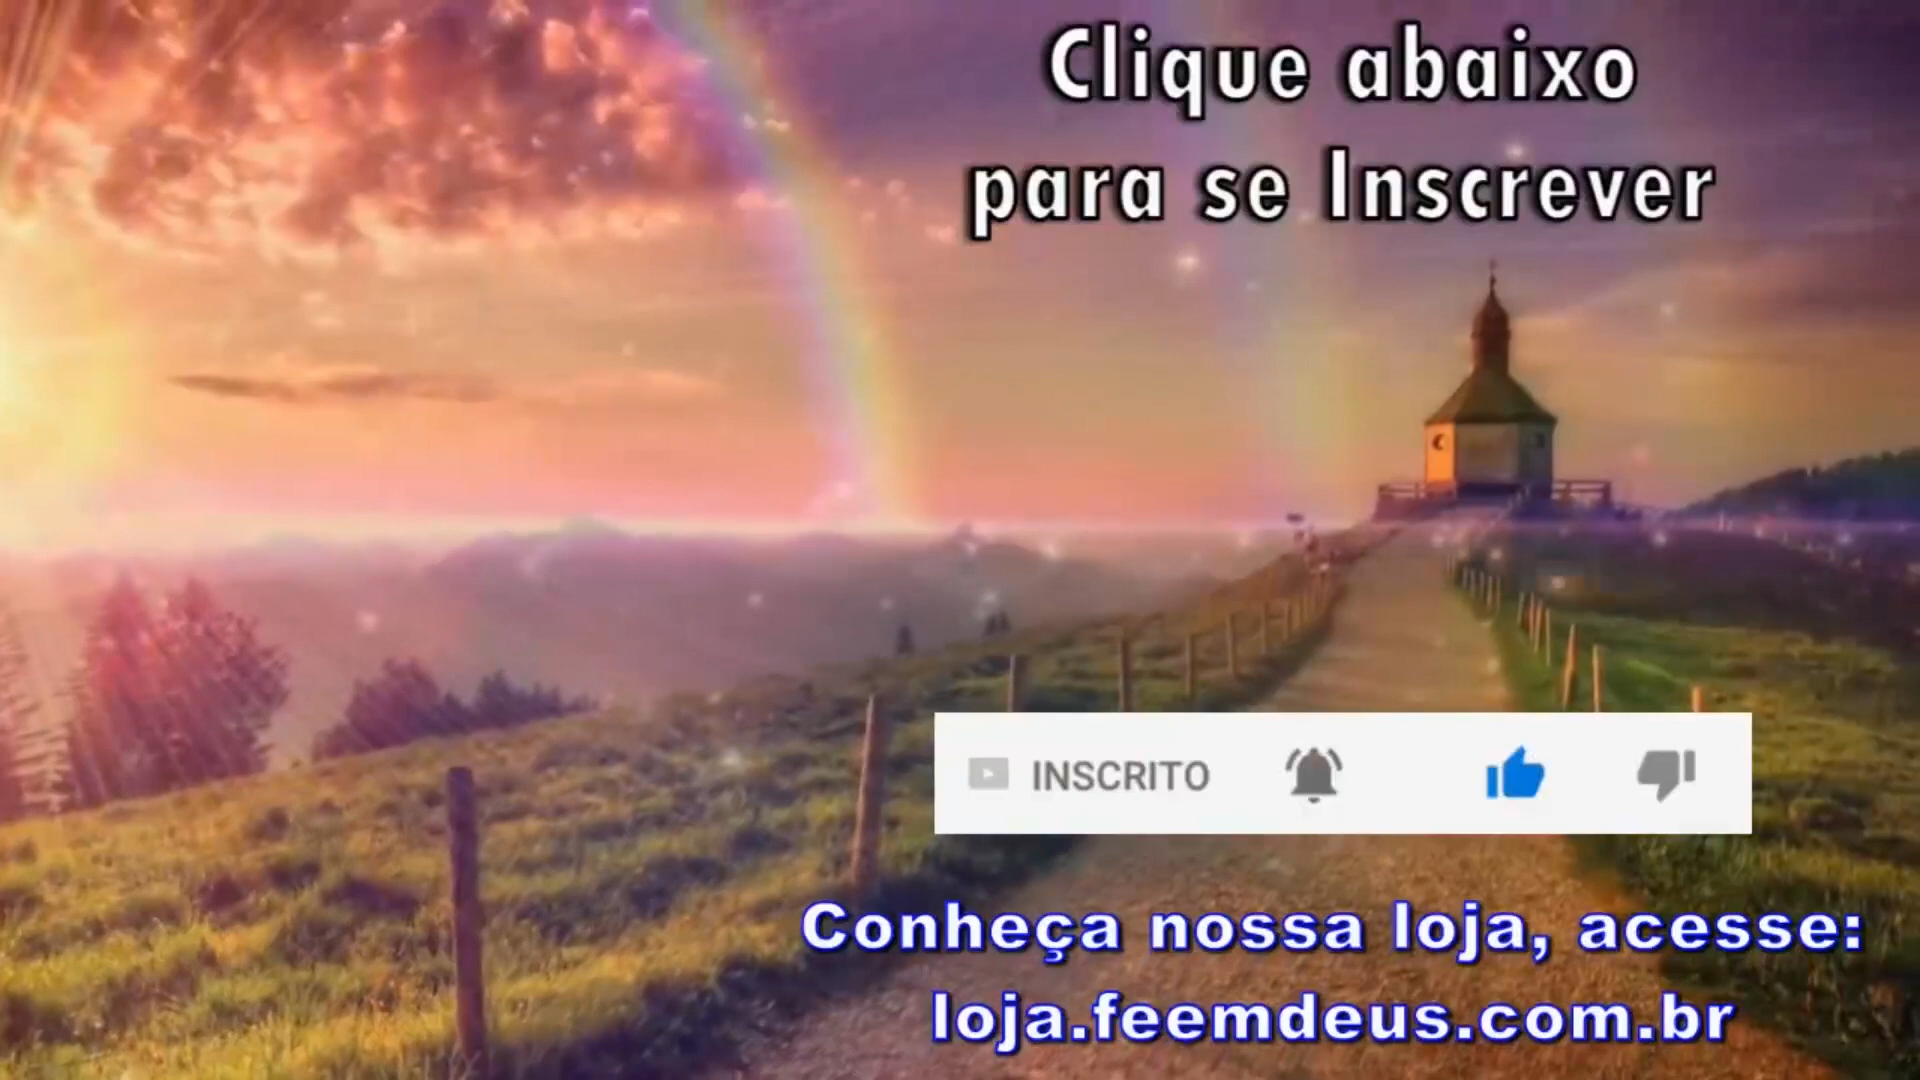 Clique abaixo
para se Inscrever
INSCRITO
Conheça nossa loja, acesse:
loja.feemdeus.com.br